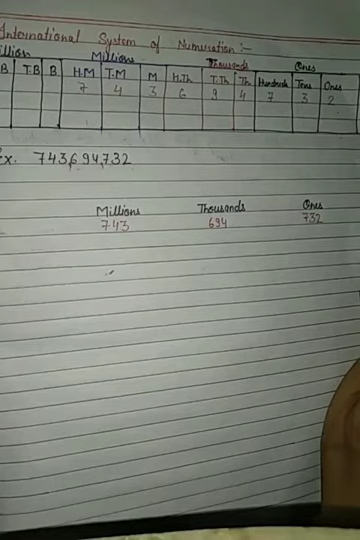 International System of Numeration :-
illion Millions Thousands Ones
B T.B B. H.M T.M M H.Th T.Th Th Hundreds Tens Ones
7 4 3 6 9 4 7 3 2
Ex. 743,694,732
Millions Thousands Ones
743 694 732